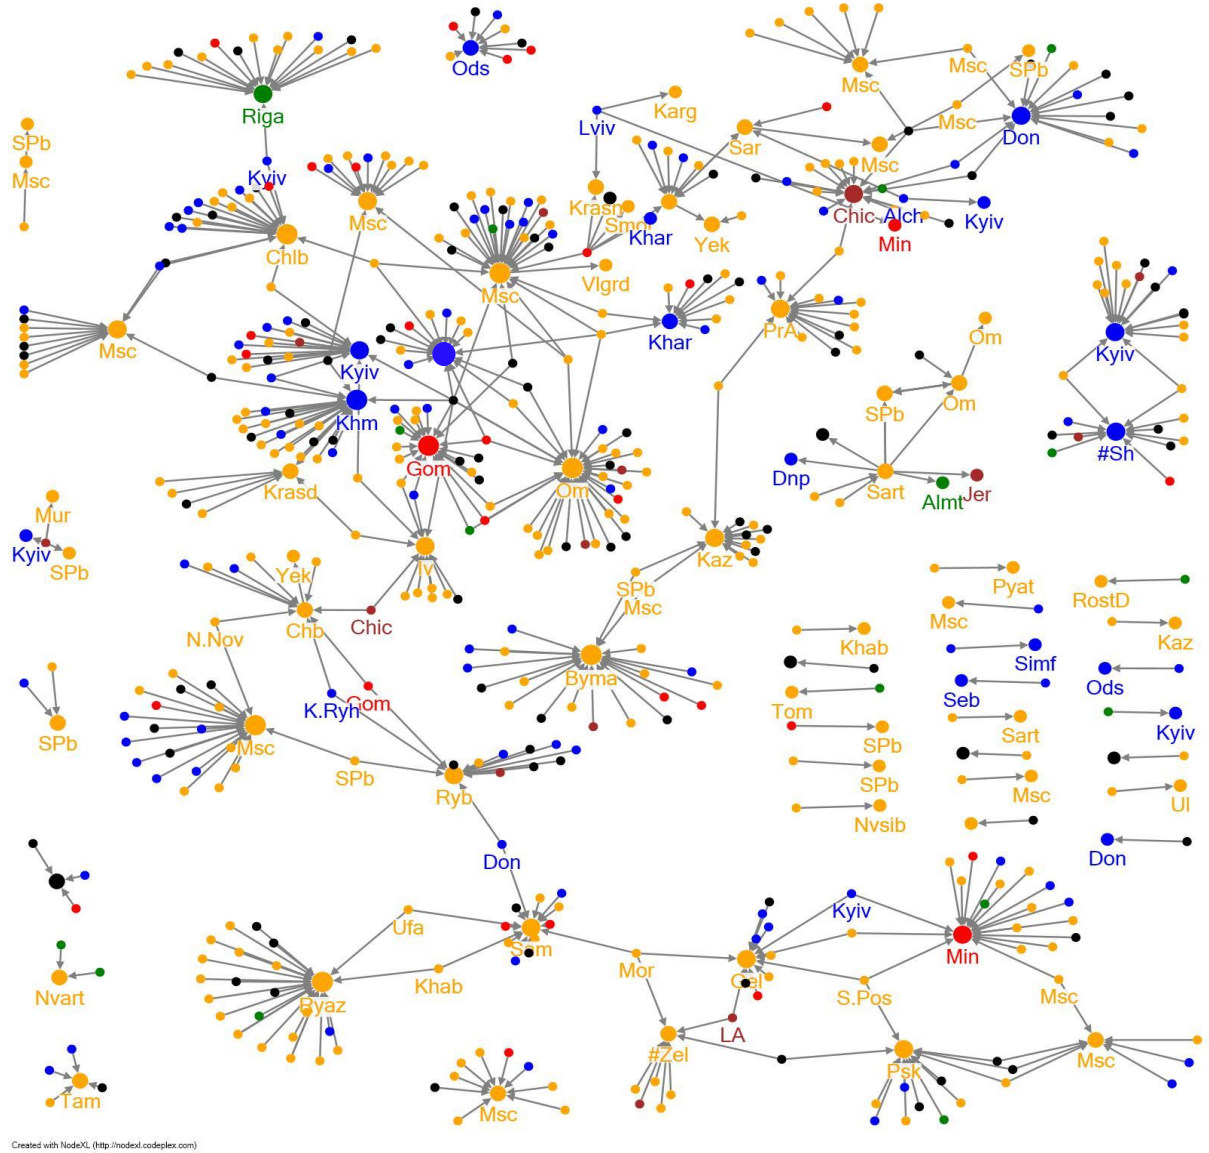 Ods
Riga
SPb
Msc
Kyiv
Msc
Chlb
Msc
Msc
Lviv
Karg
Sar
Msc
Msc
SPb
Msc
Msc
Don
Krasn
Smol
Khar
Yek
Vlgrd
Chic
Alch
Min
Kyiv
Khar
PrA
Kyiv
#Sh
Kyiv
Khm
Krasd
Gom
Om
Iv
Om
Om
SPb
Sart
Dnp
Almt
Jer
Mur
Kyiv
SPb
Yek
Chb
Chic
N.Nov
Kaz
SPb
Msc
Byma
K.Ryh
Gom
Msc
SPb
Ryb
SPb
Don
Khab
Tom
SPb
SPb
Nvsib
Pyat
Msc
Simf
Seb
Sart
Msc
RostD
Kaz
Ods
Kyiv
Ul
Don
Nvart
Tam
Ufa
Khab
Ryaz
Sam
Msc
Mor
#Zel
LA
Gel
Kyiv
Min
S.Pos
Msc
Psk
Msc
Created with NodeXL (http://nodexl.codeplex.com)